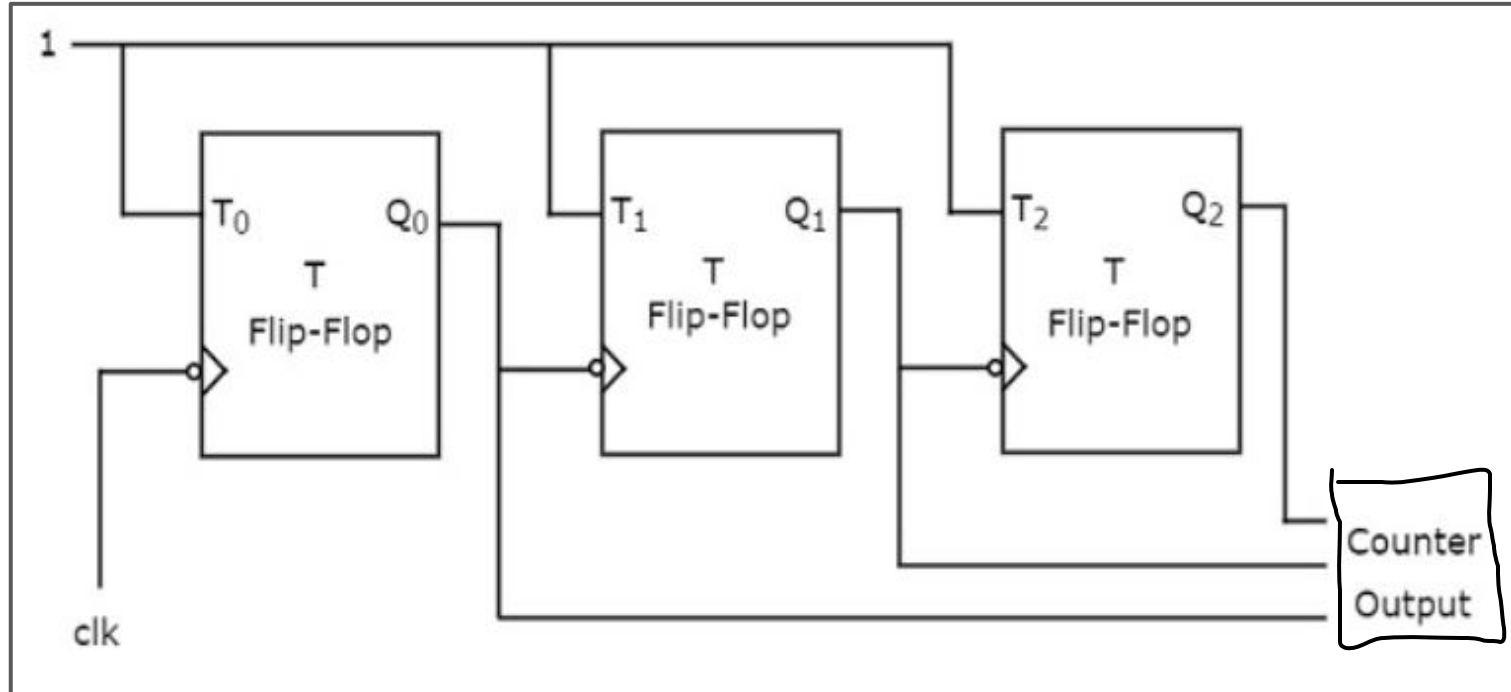 1
T₀ Q₀
T
Flip-Flop
T₁ Q₁
T
Flip-Flop
T₂ Q₂
T
Flip-Flop
clk
Counter
Output